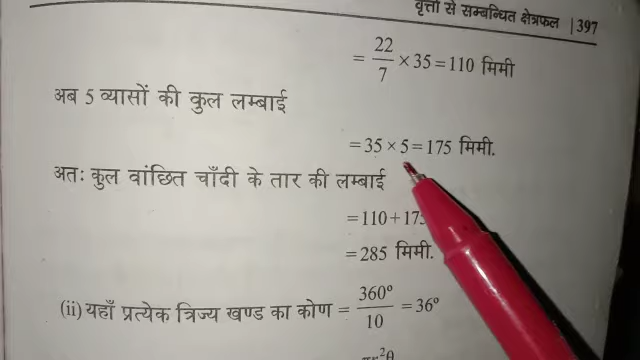 वृत्तों से सम्बन्धित क्षेत्रफल | 397
= 22/7 × 35 = 110 मिमी
अब 5 व्यासों की कुल लम्बाई
= 35 × 5 = 175 मिमी.
अतः कुल वांछित चाँदी के तार की लम्बाई
= 110 + 175
= 285 मिमी.
(ii) यहाँ प्रत्येक त्रिज्य खण्ड का कोण = 360°/10 = 36°